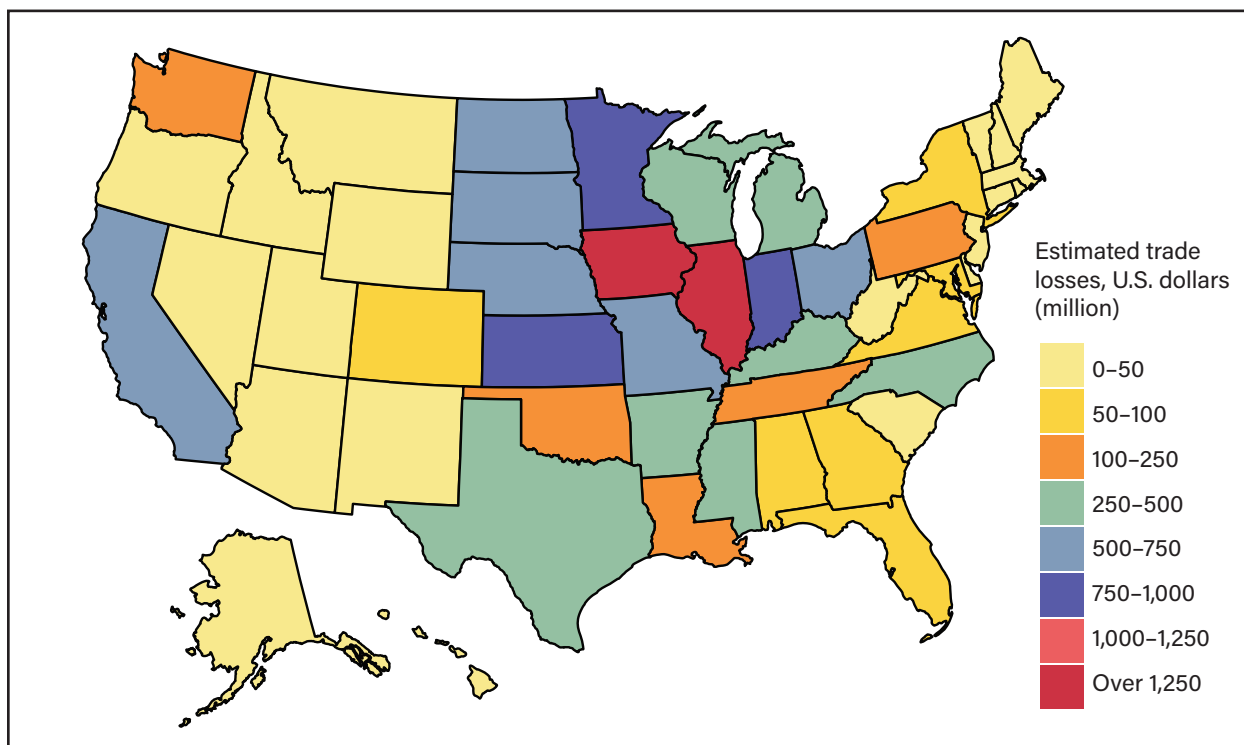 Estimated trade
losses, U.S. dollars
(million)
0–50
50–100
100–250
250–500
500–750
750–1,000
1,000–1,250
Over 1,250